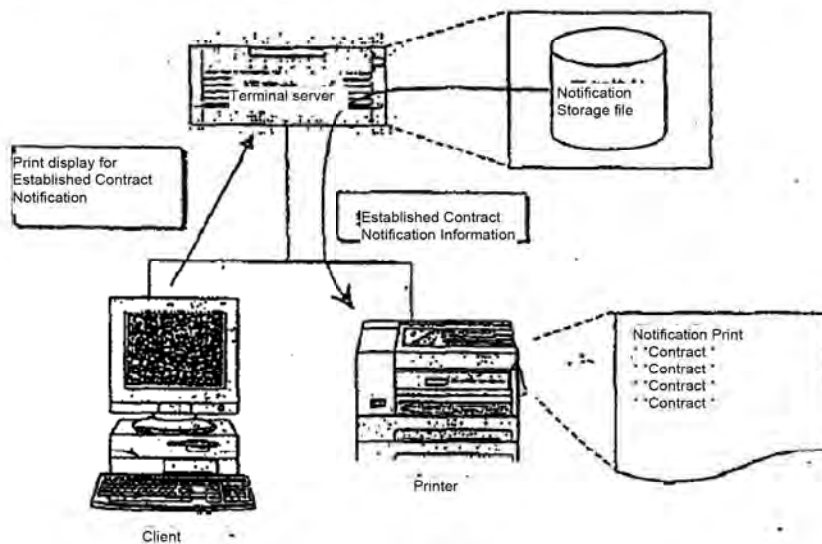 Terminal server
Notification
Storage file
Print display for
Established Contract
Notification
Established Contract
Notification Information
Notification Print
* *Contract *
* *Contract *
* *Contract *
* *Contract *
Printer
Client